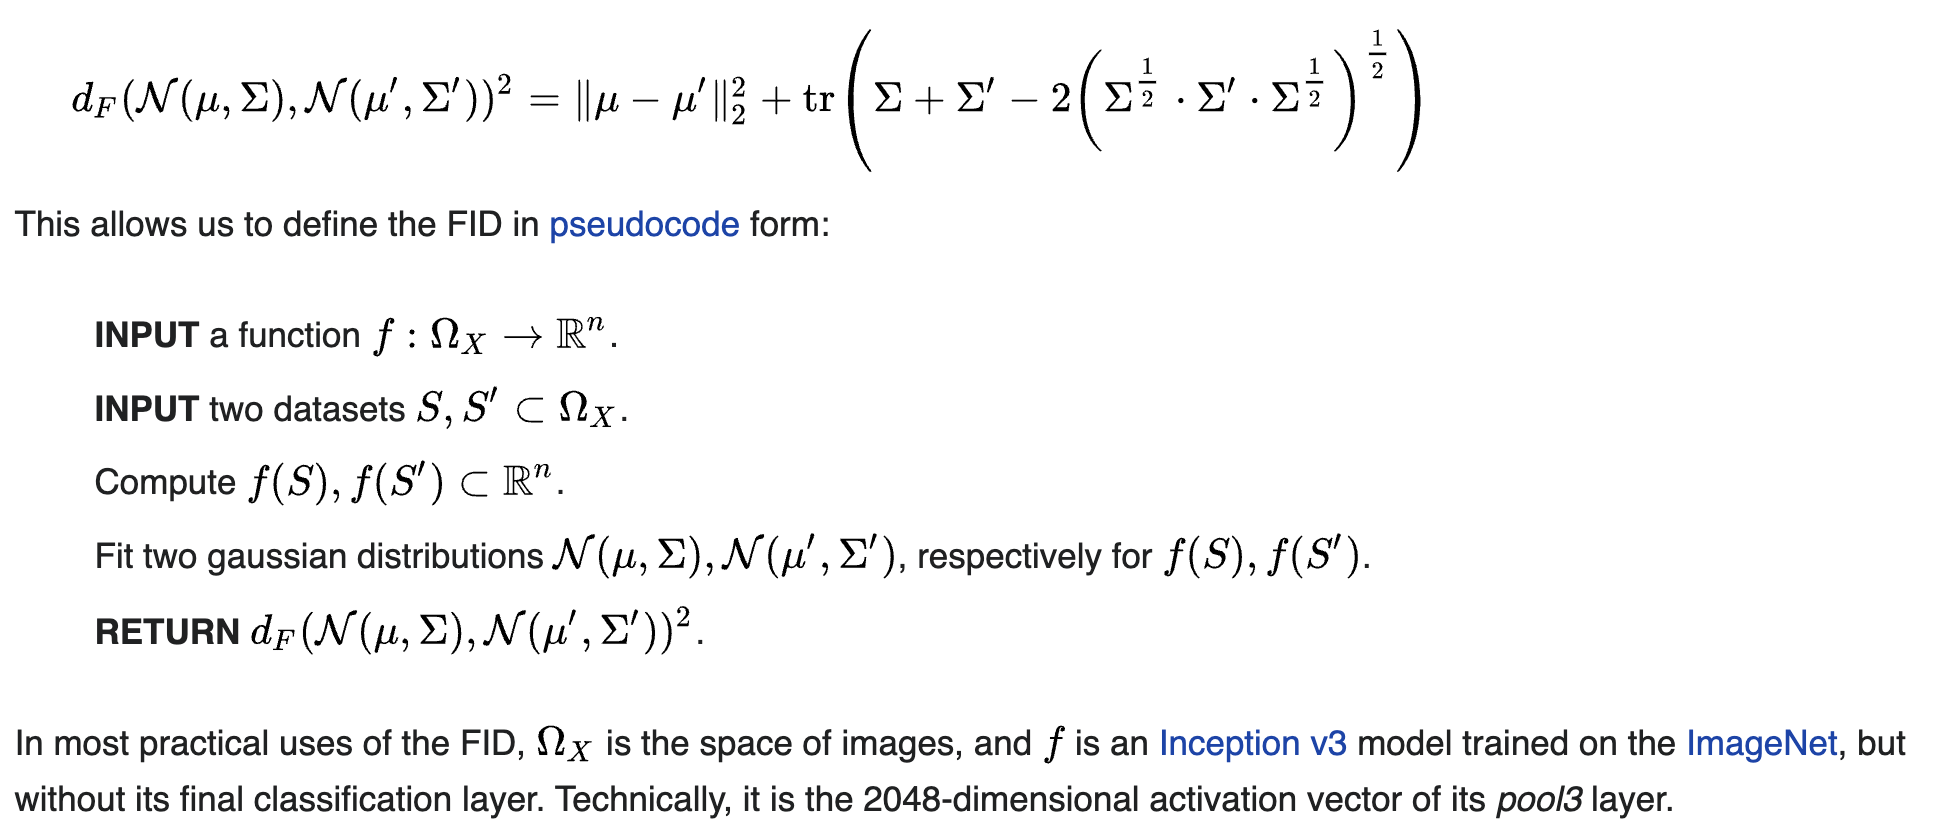 d_F(𝒩(μ, Σ), 𝒩(μ′, Σ′))² = ‖μ − μ′‖₂² + tr(Σ + Σ′ − 2(Σ^(1/2) · Σ′ · Σ^(1/2))^(1/2))
This allows us to define the FID in pseudocode form:
INPUT a function f : Ω_X → ℝⁿ.
INPUT two datasets S, S′ ⊂ Ω_X.
Compute f(S), f(S′) ⊂ ℝⁿ.
Fit two gaussian distributions 𝒩(μ, Σ), 𝒩(μ′, Σ′), respectively for f(S), f(S′).
RETURN d_F(𝒩(μ, Σ), 𝒩(μ′, Σ′))².
In most practical uses of the FID, Ω_X is the space of images, and f is an Inception v3 model trained on the ImageNet, but
without its final classification layer. Technically, it is the 2048-dimensional activation vector of its pool3 layer.